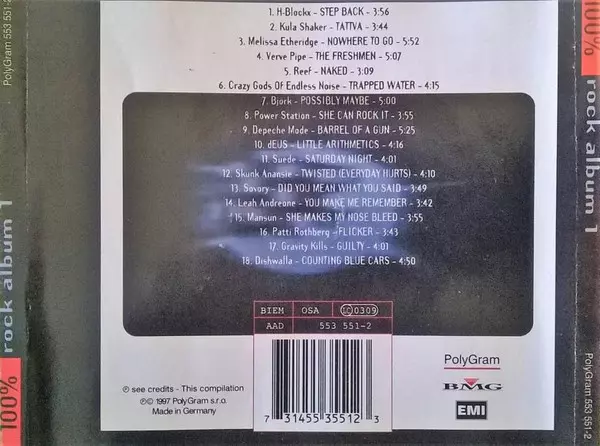 1. H-Blockx - STEP BACK - 3:56
2. Kula Shaker - TATTVA - 3:44
3. Melissa Etheridge - NOWHERE TO GO - 5:52
4. Verve Pipe - THE FRESHMEN - 5:07
5. Reef - NAKED - 3:09
6. Crazy Gods Of Endless Noise - TRAPPED WATER - 4:15
7. Björk - POSSIBLY MAYBE - 5:00
8. Power Station - SHE CAN ROCK IT - 3:55
9. Depeche Mode - BARREL OF A GUN - 5:25
10. dEUS - LITTLE ARITHMETICS - 4:16
11. Suede - SATURDAY NIGHT - 4:01
12. Skunk Anansie - TWISTED (EVERYDAY HURTS) - 4:10
13. Sovory - DID YOU MEAN WHAT YOU SAID - 3:49
14. Leah Andreone - YOU MAKE ME REMEMBER - 3:42
15. Mansun - SHE MAKES MY NOSE BLEED - 3:55
16. Patti Rothberg - FLICKER - 3:43
17. Gravity Kills - GUILTY - 4:01
18. Dishwalla - COUNTING BLUE CARS - 4:50
BIEM OSA LC 0309
AAD 553 551-2
7 31455 35512 3
℗ see credits - This compilation
℗© 1997 PolyGram s.r.o.
Made in Germany
PolyGram
BMG
EMI
100% rock album 1 PolyGram 553 551-2
100% rock album 1 PolyGram 553 551-2